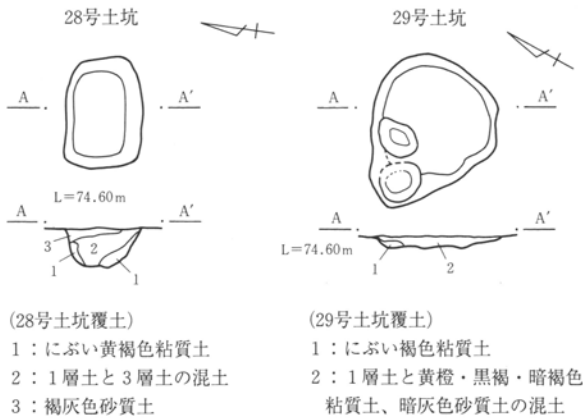 28号土坑
A A′
L=74.60m
A A′
3
2
1
1
(28号土坑覆土)
1：にぶい黄褐色粘質土
2：1層土と3層土の混土
3：褐灰色砂質土
29号土坑
A A′
A A′
L=74.60m
1
2
(29号土坑覆土)
1：にぶい褐色粘質土
2：1層土と黄橙・黒褐・暗褐色
粘質土、暗灰色砂質土の混土